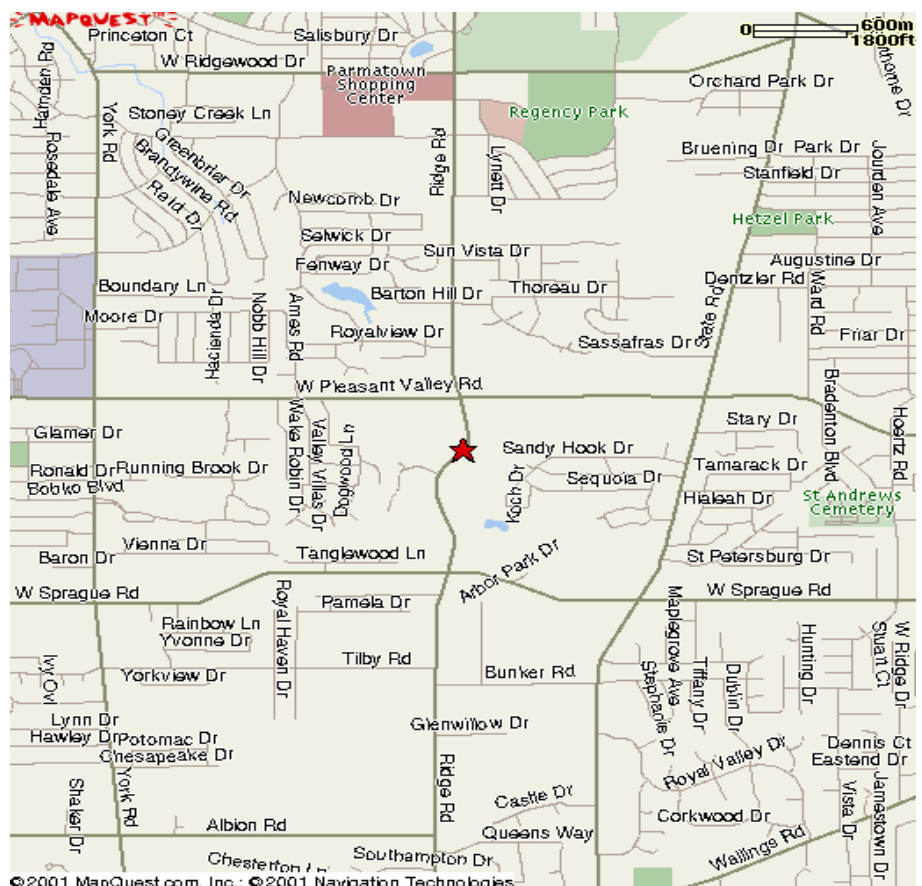 MAPQUEST
600m
0
1800ft
Princeton Ct
Salisbury Dr
W Ridgewood Dr
Parmatown
Shopping
Center
Orchard Park Dr
Hamden Rd
York Rd
Stoney Creek Ln
Regency Park
Rosedale Ave
Greenbriar Dr
Brandywine Rd
Reid Dr
Ridge Rd
Lynett Dr
Bruening Dr
Park Dr
Stanfield Dr
Jourden Ave
Newcomb Dr
Hetzel Park
Selwick Dr
Sun Vista Dr
Fenway Dr
Augustine Dr
Dentzler Rd
Boundary Ln
Barton Hill Dr
Thoreau Dr
Ward Rd
Moore Dr
Hacienda Dr
Nobb Hill Dr
Ames Rd
Royalview Dr
Sassafras Dr
State Rd
Friar Dr
W Pleasant Valley Rd
Bradenton Blvd
Hoertz Rd
Glamer Dr
Wake Robin Dr
Valley Villas Dr
Dogwood Ln
Stary Dr
Sandy Hook Dr
Ronald Dr
Running Brook Dr
Tamarack Dr
Bobko Blvd
Koch Dr
Sequoia Dr
Hialeah Dr
St Andrews
Cemetery
Vienna Dr
Baron Dr
Tanglewood Ln
Arbor Park Dr
St Petersburg Dr
W Sprague Rd
Royal Haven Dr
Pamela Dr
W Sprague Rd
Maplegrove Ave
Rainbow Ln
Yvonne Dr
Hunting Dr
Stuart Ct
W Ridge Dr
Ivy Ovl
Yorkview Dr
Tilby Rd
Bunker Rd
Stephanie Dr
Tiffany Dr
Dublin Dr
Lynn Dr
Glenwillow Dr
Hawley Dr
Potomac Dr
Chesapeake Dr
Royal Valley Dr
Dennis Ct
Eastend Dr
York Rd
Ridge Rd
Shaker Dr
Castle Dr
Vista Dr
Jamestown Dr
Albion Rd
Queens Way
Corkwood Dr
Wallings Rd
Chesterton Ln
Southampton Dr
©2001 MapQuest.com, Inc.; ©2001 Navigation Technologies